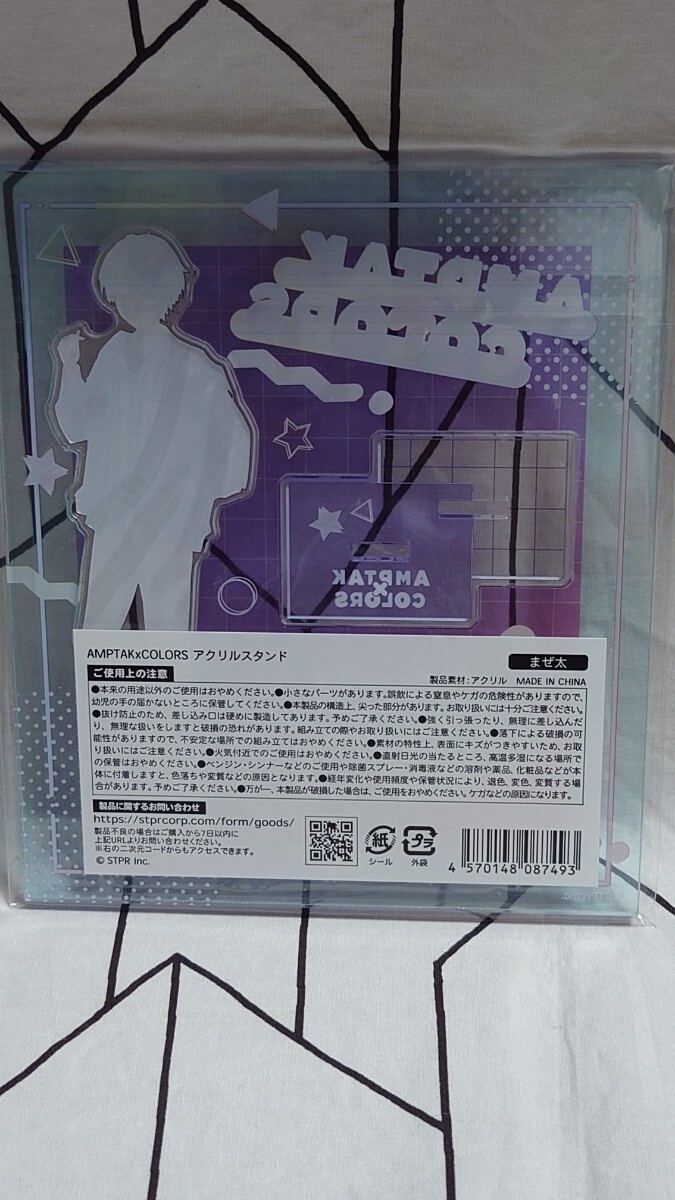 AMPTAK
COLORS
AMPTAK
×
COLORS
AMPTAKxCOLORS アクリルスタンド
まぜ太
ご使用上の注意
製品素材：アクリル MADE IN CHINA
●本来の用途以外のご使用はおやめください。●小さなパーツがあります。誤飲による窒息やケガの危険性がありますので、
幼児の手の届かないところに保管してください。●本製品の構造上、尖った部分があります。お取り扱いには十分ご注意ください。
●抜け防止のため、差し込み口は硬めに製造してあります。予めご了承ください。●強く引っ張ったり、無理に差し込んだ
り、無理な扱いをしますと破損の恐れがあります。組み立ての際やお取り扱いにはご注意ください。●落下による破損の可
能性がありますので、不安定な場所での組み立てはおやめください。●素材の特性上、表面にキズがつきやすいため、お取
り扱いにはご注意ください。●火気付近でのご使用はおやめください。●直射日光の当たるところ、高温多湿になる場所で
の保管はおやめください。●ベンジン・シンナーなどのご使用や除菌スプレー・消毒液などの溶剤や薬品、化粧品などが本
体に付着しますと、色落ちや変質などの原因となります。●経年変化や使用頻度や保管状況により、退色、変色、変質する場
合があります。予めご了承ください。●万が一、本製品が破損した場合は、ご使用をおやめください。ケガなどの原因になります。
製品に関するお問い合わせ
https://stprcorp.com/form/goods/
製品不良の場合はご購入から7日以内に
上記URLよりお問い合わせください。
※右の二次元コードからもアクセスできます。
© STPR Inc.
紙
シール
プラ
外袋
4 570148 087493